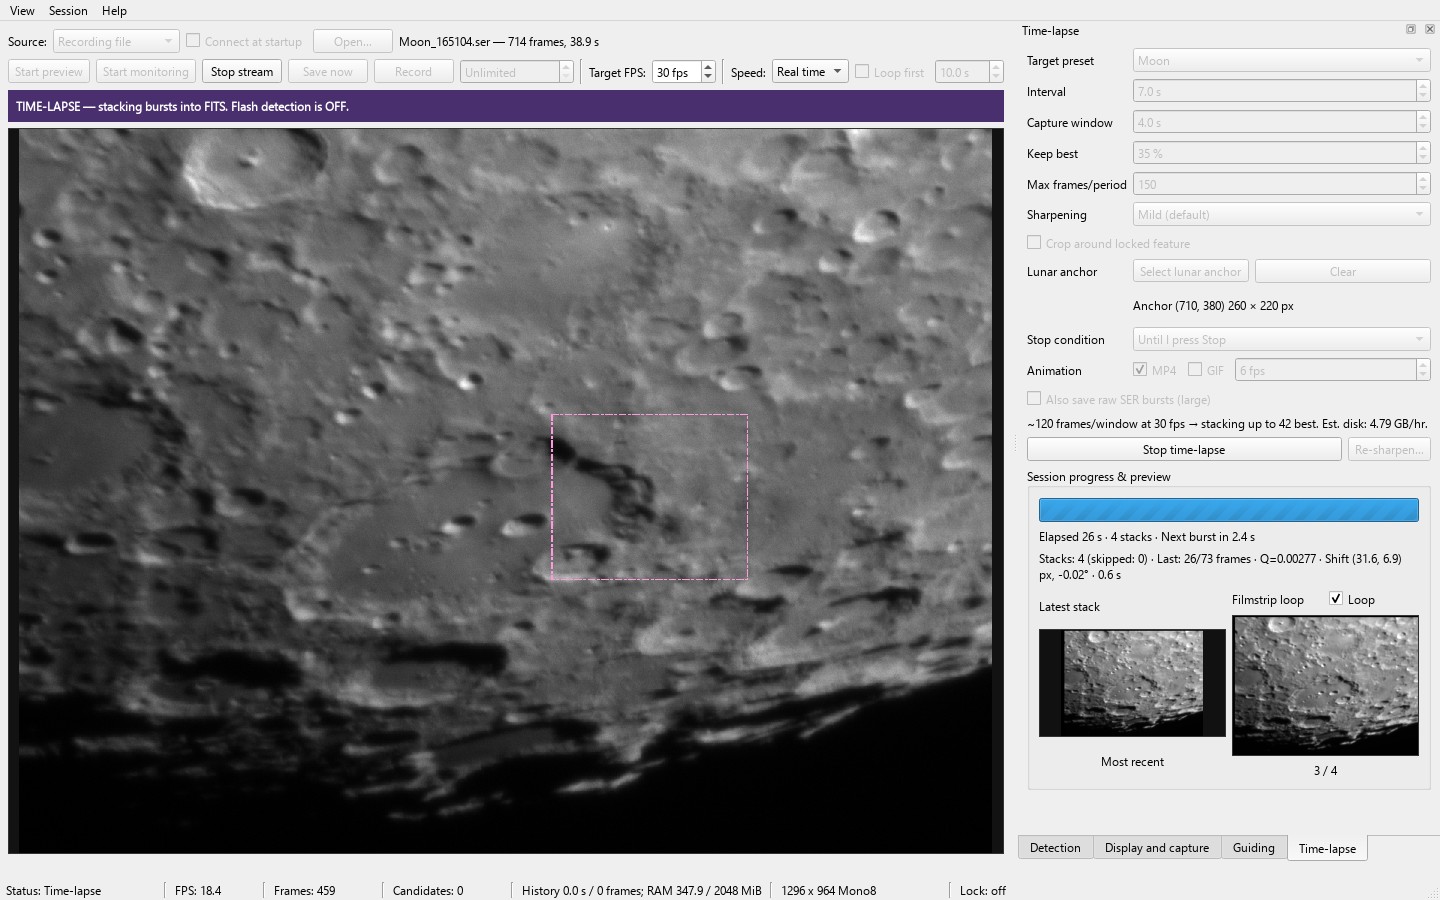 View Session Help
Source: Recording file Connect at startup Open... Moon_165104.ser — 714 frames, 38.9 s
Start preview Start monitoring Stop stream Save now Record Unlimited Target FPS: 30 fps Speed: Real time Loop first 10.0 s
TIME-LAPSE — stacking bursts into FITS. Flash detection is OFF.
Time-lapse
Target preset Moon
Interval 7.0 s
Capture window 4.0 s
Keep best 35 %
Max frames/period 150
Sharpening Mild (default)
Crop around locked feature
Lunar anchor Select lunar anchor Clear
Anchor (710, 380) 260 × 220 px
Stop condition Until I press Stop
Animation MP4 GIF 6 fps
Also save raw SER bursts (large)
~120 frames/window at 30 fps → stacking up to 42 best. Est. disk: 4.79 GB/hr.
Stop time-lapse Re-sharpen...
Session progress & preview
Elapsed 26 s · 4 stacks · Next burst in 2.4 s
Stacks: 4 (skipped: 0) · Last: 26/73 frames · Q=0.00277 · Shift (31.6, 6.9)
px, -0.02° · 0.6 s
Latest stack Filmstrip loop Loop
Most recent
3 / 4
Detection Display and capture Guiding Time-lapse
Status: Time-lapse FPS: 18.4 Frames: 459 Candidates: 0 History 0.0 s / 0 frames; RAM 347.9 / 2048 MiB 1296 x 964 Mono8 Lock: off